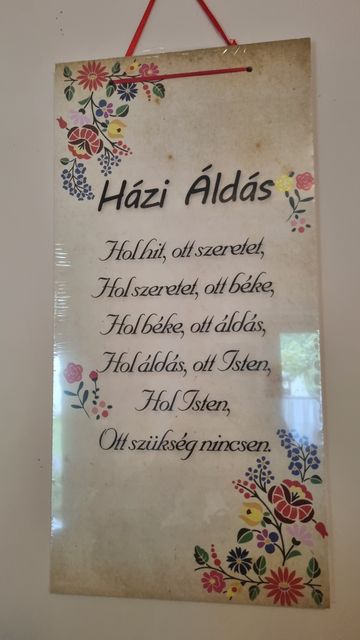 Házi Áldás
Hol hit, ott szeretet,
Hol szeretet, ott béke,
Hol béke, ott áldás,
Hol áldás, ott Isten,
Hol Isten,
Ott szükség nincsen.